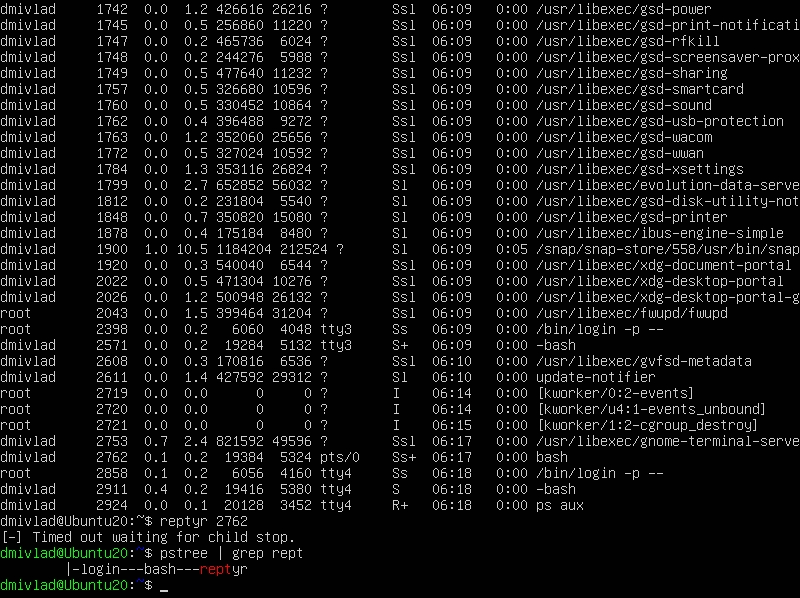 dmivlad 1742 0.0 1.2 426616 26216 ? Ssl 06:09 0:00 /usr/libexec/gsd-power
dmivlad 1745 0.0 0.5 256860 11220 ? Ssl 06:09 0:00 /usr/libexec/gsd-print-notificati
dmivlad 1747 0.0 0.2 465736 6024 ? Ssl 06:09 0:00 /usr/libexec/gsd-rfkill
dmivlad 1748 0.0 0.2 244276 5988 ? Ssl 06:09 0:00 /usr/libexec/gsd-screensaver-prox
dmivlad 1749 0.0 0.5 477640 11232 ? Ssl 06:09 0:00 /usr/libexec/gsd-sharing
dmivlad 1757 0.0 0.5 326680 10596 ? Ssl 06:09 0:00 /usr/libexec/gsd-smartcard
dmivlad 1760 0.0 0.5 330452 10864 ? Ssl 06:09 0:00 /usr/libexec/gsd-sound
dmivlad 1762 0.0 0.4 396488 9272 ? Ssl 06:09 0:00 /usr/libexec/gsd-usb-protection
dmivlad 1763 0.0 1.2 352060 25656 ? Ssl 06:09 0:00 /usr/libexec/gsd-wacom
dmivlad 1772 0.0 0.5 327024 10592 ? Ssl 06:09 0:00 /usr/libexec/gsd-wwan
dmivlad 1784 0.0 1.3 353116 26824 ? Ssl 06:09 0:00 /usr/libexec/gsd-xsettings
dmivlad 1799 0.0 2.7 652852 56032 ? Sl 06:09 0:00 /usr/libexec/evolution-data-serve
dmivlad 1812 0.0 0.2 231804 5540 ? Sl 06:09 0:00 /usr/libexec/gsd-disk-utility-not
dmivlad 1848 0.0 0.7 350820 15080 ? Sl 06:09 0:00 /usr/libexec/gsd-printer
dmivlad 1878 0.0 0.4 175184 8480 ? Sl 06:09 0:00 /usr/libexec/ibus-engine-simple
dmivlad 1900 1.0 10.5 1184204 212524 ? Sl 06:09 0:05 /snap/snap-store/558/usr/bin/snap
dmivlad 1920 0.0 0.3 540040 6544 ? Ssl 06:09 0:00 /usr/libexec/xdg-document-portal
dmivlad 2022 0.0 0.5 471304 10276 ? Ssl 06:09 0:00 /usr/libexec/xdg-desktop-portal
dmivlad 2026 0.0 1.2 500948 26132 ? Ssl 06:09 0:00 /usr/libexec/xdg-desktop-portal-g
root 2043 0.0 1.5 399464 31204 ? Ssl 06:09 0:00 /usr/libexec/fwupd/fwupd
root 2398 0.0 0.2 6060 4048 tty3 Ss 06:09 0:00 /bin/login -p --
dmivlad 2571 0.0 0.2 19284 5132 tty3 S+ 06:09 0:00 -bash
dmivlad 2608 0.0 0.3 170816 6536 ? Ssl 06:10 0:00 /usr/libexec/gvfsd-metadata
dmivlad 2611 0.0 1.4 427592 29312 ? Sl 06:10 0:00 update-notifier
root 2719 0.0 0.0 0 0 ? I 06:14 0:00 [kworker/0:2-events]
root 2720 0.0 0.0 0 0 ? I 06:14 0:00 [kworker/u4:1-events_unbound]
root 2721 0.0 0.0 0 0 ? I 06:15 0:00 [kworker/1:2-cgroup_destroy]
dmivlad 2753 0.7 2.4 821592 49596 ? Ssl 06:17 0:00 /usr/libexec/gnome-terminal-serve
dmivlad 2762 0.1 0.2 19384 5324 pts/0 Ss+ 06:17 0:00 bash
root 2858 0.1 0.2 6056 4160 tty4 Ss 06:18 0:00 /bin/login -p --
dmivlad 2911 0.4 0.2 19416 5380 tty4 S 06:18 0:00 -bash
dmivlad 2924 0.0 0.1 20128 3452 tty4 R+ 06:18 0:00 ps aux
dmivlad@Ubuntu20:~$ reptyr 2762
[-] Timed out waiting for child stop.
dmivlad@Ubuntu20:~$ pstree | grep rept
|-login---bash---reptyr
dmivlad@Ubuntu20:~$ _